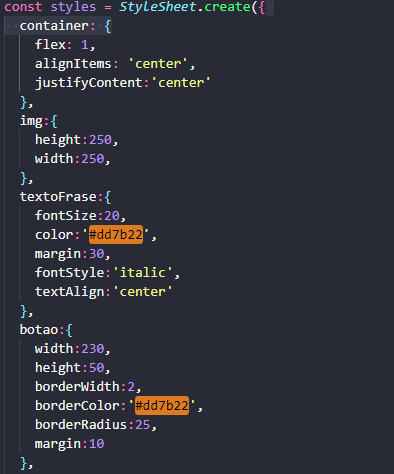 const styles = StyleSheet.create({
container: {
flex: 1,
alignItems: 'center',
justifyContent:'center'
},
img:{
height:250,
width:250,
},
textoFrase:{
fontSize:20,
color:'#dd7b22',
margin:30,
fontStyle:'italic',
textAlign:'center'
},
botao:{
width:230,
height:50,
borderWidth:2,
borderColor:'#dd7b22',
borderRadius:25,
margin:10
},